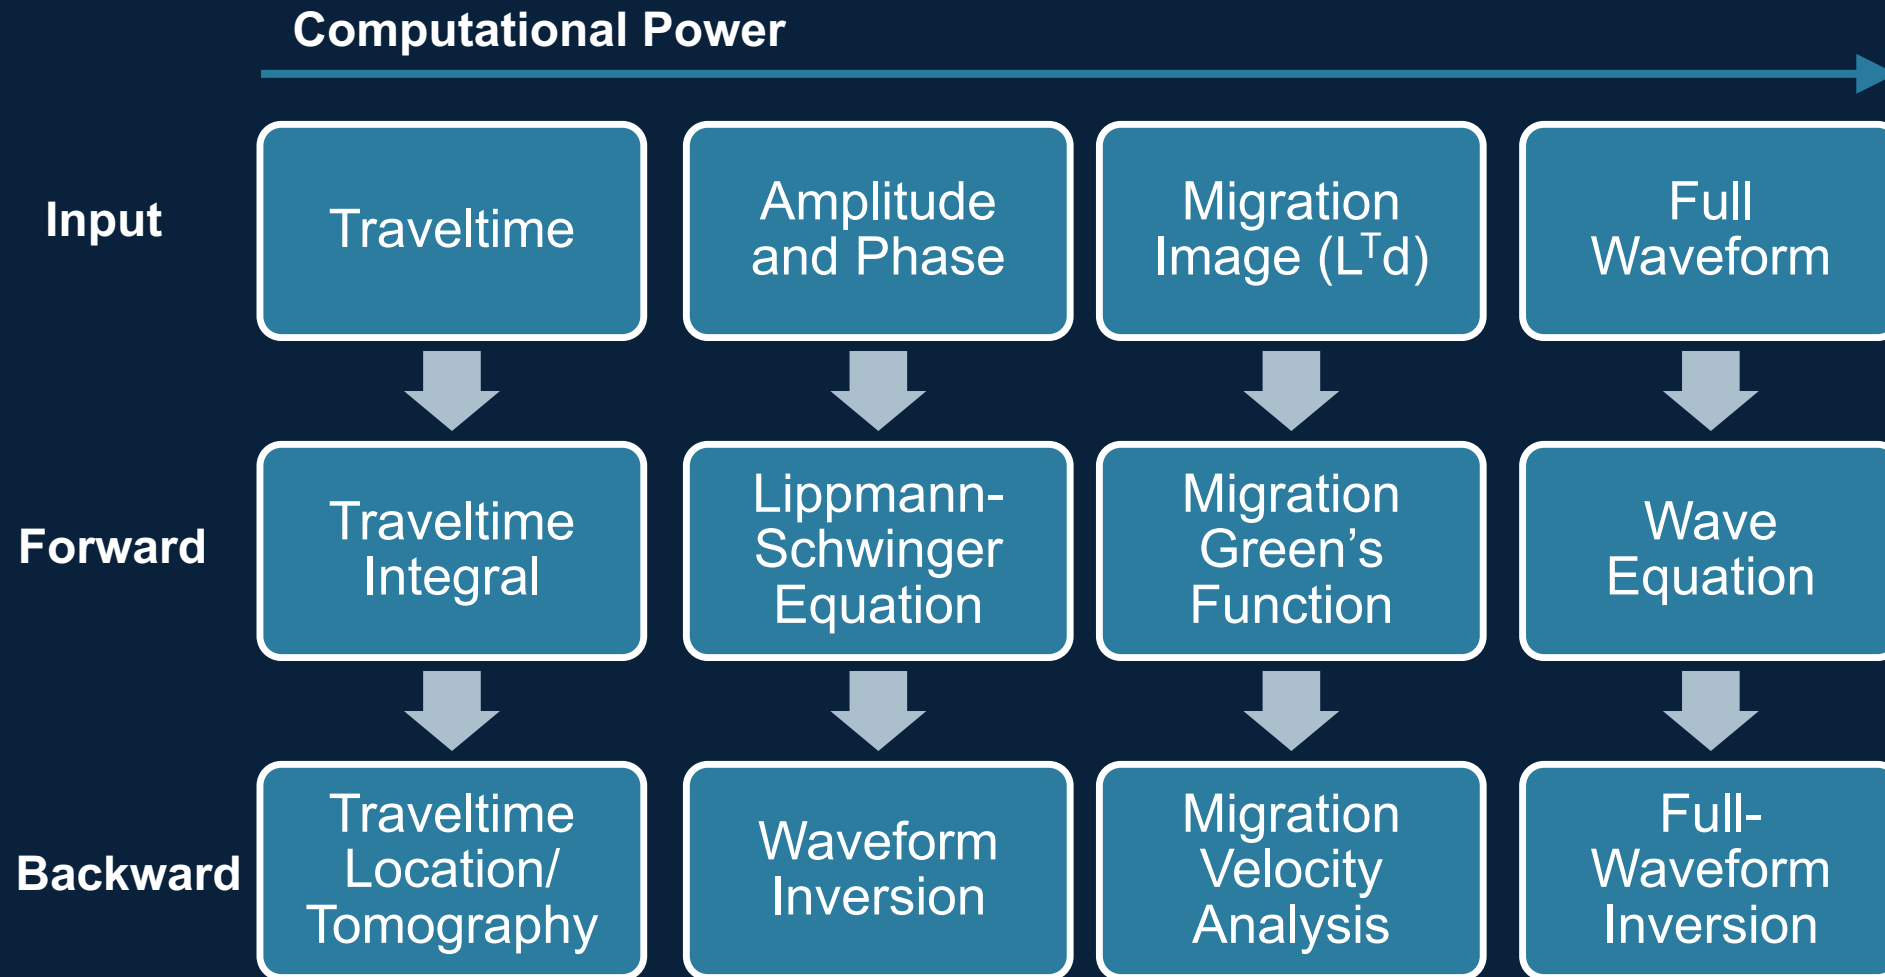 Computational Power
Input
Traveltime
Amplitude
and Phase
Migration
Image (Lᵀd)
Full
Waveform
Forward
Traveltime
Integral
Lippmann-
Schwinger
Equation
Migration
Green’s
Function
Wave
Equation
Backward
Traveltime
Location/
Tomography
Waveform
Inversion
Migration
Velocity
Analysis
Full-
Waveform
Inversion